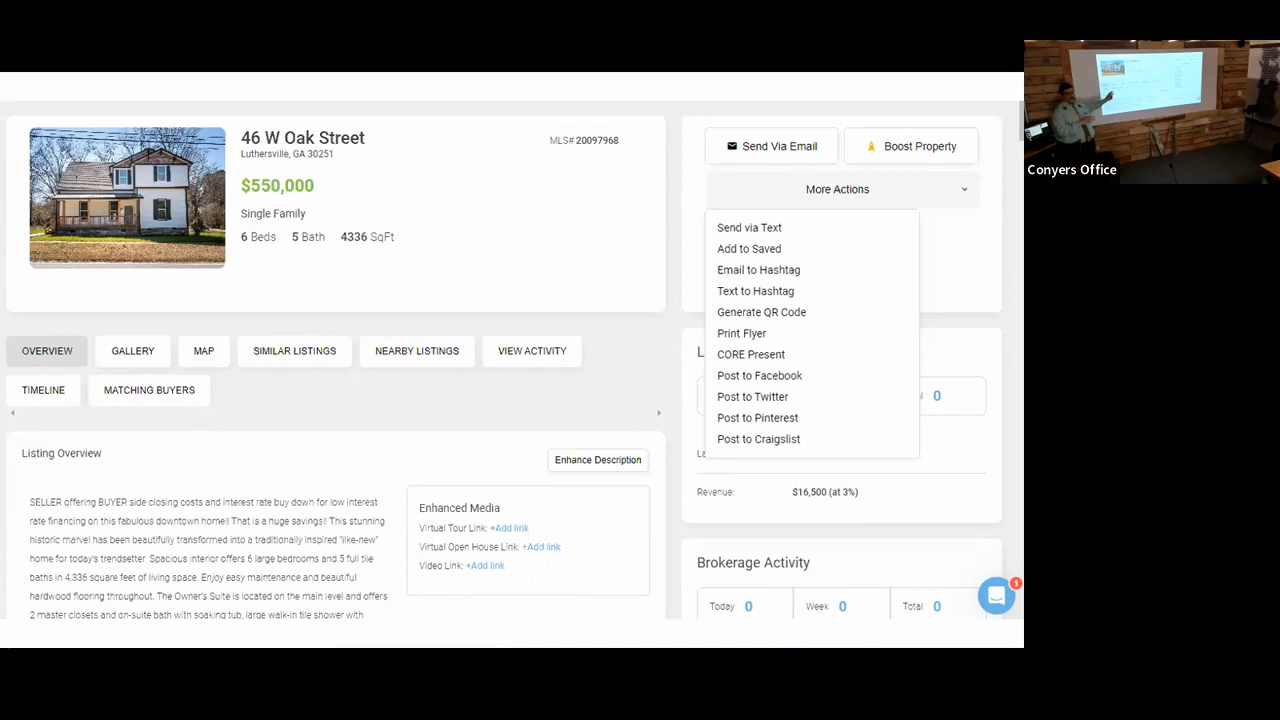 46 W Oak Street
MLS# 20097968
Luthersville, GA 30251
$550,000
Single Family
6 Beds 5 Bath 4336 SqFt
Send Via Email
Boost Property
More Actions
Send via Text
Add to Saved
Email to Hashtag
Text to Hashtag
Generate QR Code
Print Flyer
CORE Present
Post to Facebook
Post to Twitter
Post to Pinterest
Post to Craigslist
OVERVIEW
GALLERY
MAP
SIMILAR LISTINGS
NEARBY LISTINGS
VIEW ACTIVITY
TIMELINE
MATCHING BUYERS
Listing Overview
Enhance Description
SELLER offering BUYER side closing costs and interest rate buy down for low interest
rate financing on this fabulous downtown home!! That is a huge savings!! This stunning
historic marvel has been beautifully transformed into a traditionally inspired "like-new"
home for today's trendsetter. Spacious interior offers 6 large bedrooms and 5 full tile
baths in 4,336 square feet of living space. Enjoy easy maintenance and beautiful
hardwood flooring throughout. The Owner's Suite is located on the main level and offers
2 master closets and on-suite bath with soaking tub, large walk-in tile shower with
Enhanced Media
Virtual Tour Link: +Add link
Virtual Open House Link: +Add link
Video Link: +Add link
0
Revenue: $16,500 (at 3%)
Brokerage Activity
Today 0 Week 0 Total 0
1
Conyers Office